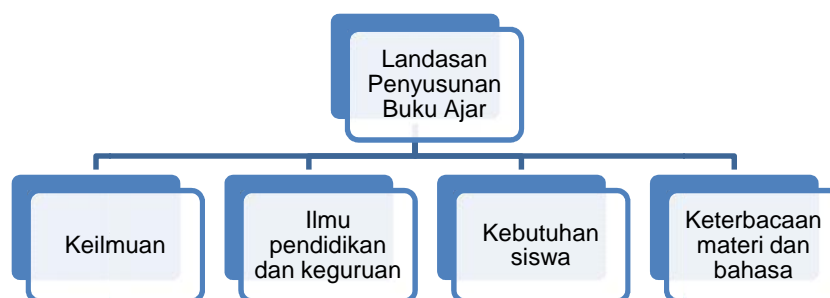 Landasan
Penyusunan
Buku Ajar
Keilmuan
Ilmu
pendidikan
dan keguruan
Kebutuhan
siswa
Keterbacaan
materi dan
bahasa